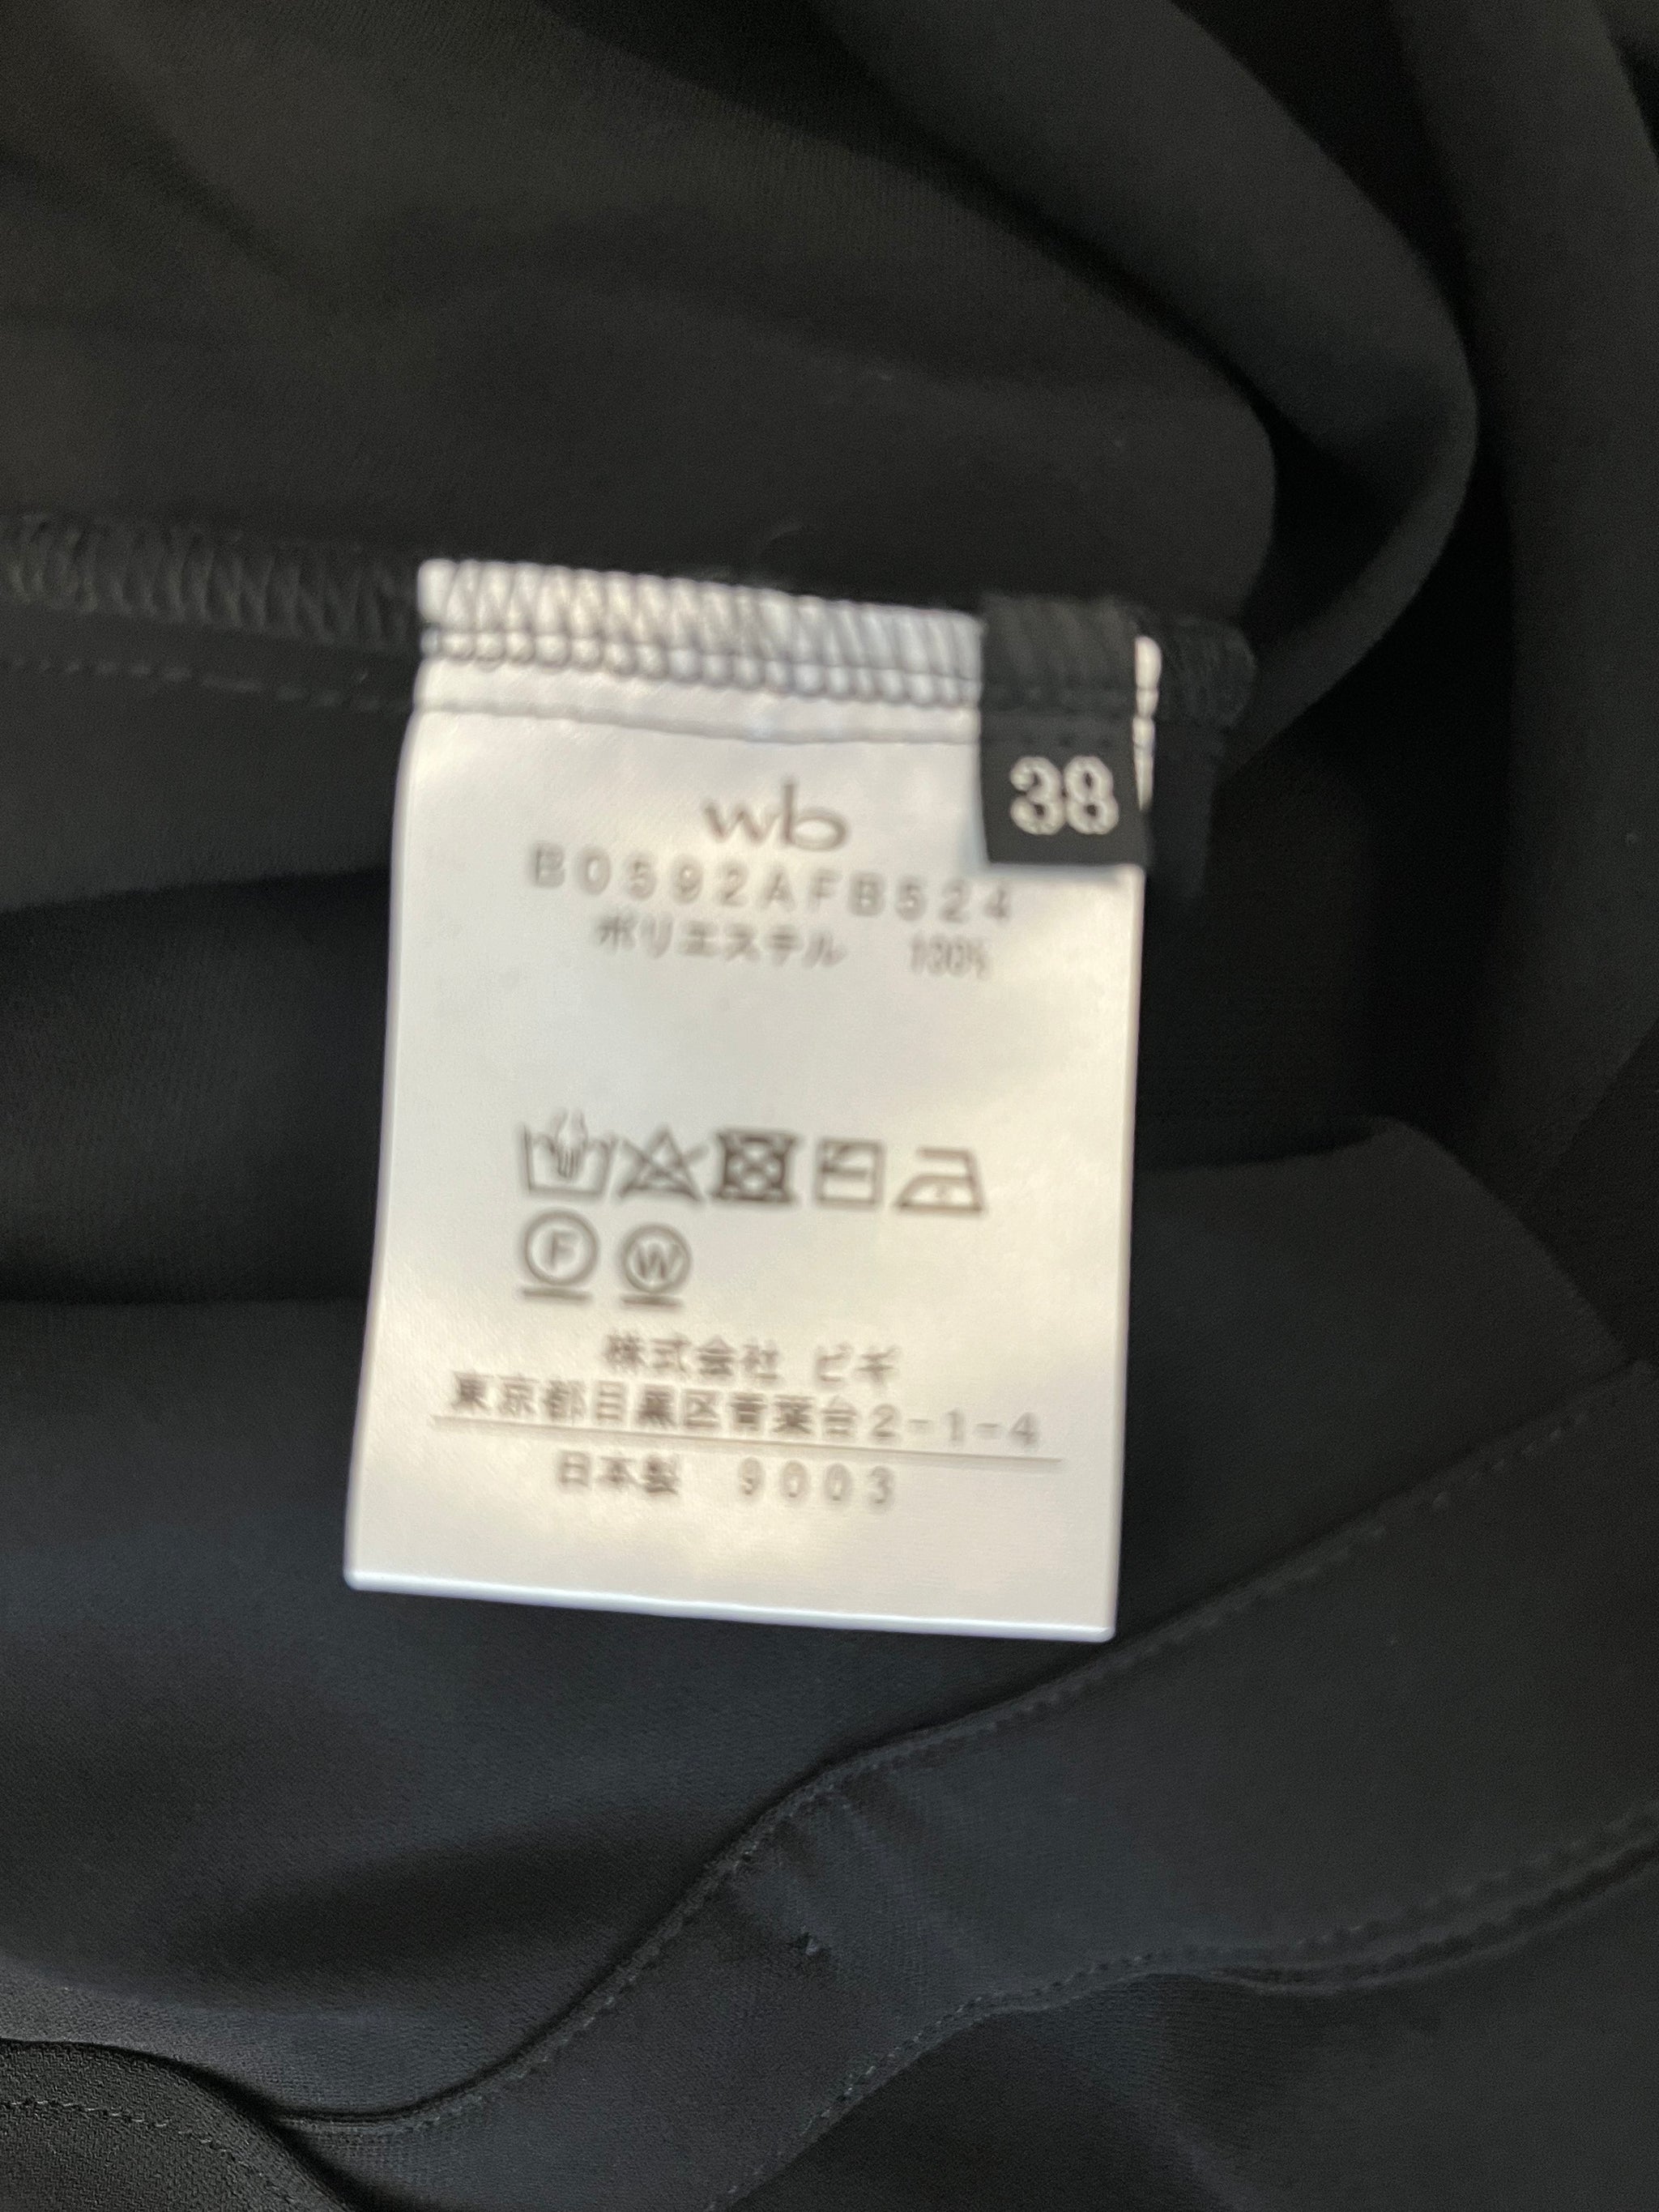 38
wb
B0592AFB524
ポリエステル 100%
F W
株式会社 ビギ
東京都目黒区青葉台2-1-4
日本製 9003